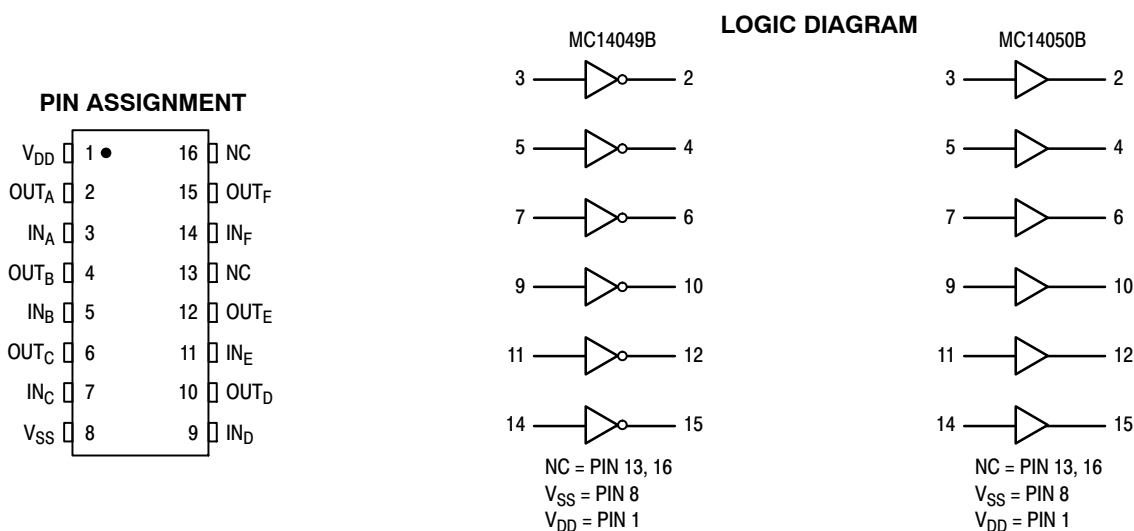 LOGIC DIAGRAM
PIN ASSIGNMENT
VDD 1 16 NC
OUTA 2 15 OUTF
INA 3 14 INF
OUTB 4 13 NC
INB 5 12 OUTE
OUTC 6 11 INE
INC 7 10 OUTD
VSS 8 9 IND
MC14049B
3 2
5 4
7 6
9 10
11 12
14 15
NC = PIN 13, 16
VSS = PIN 8
VDD = PIN 1
MC14050B
3 2
5 4
7 6
9 10
11 12
14 15
NC = PIN 13, 16
VSS = PIN 8
VDD = PIN 1